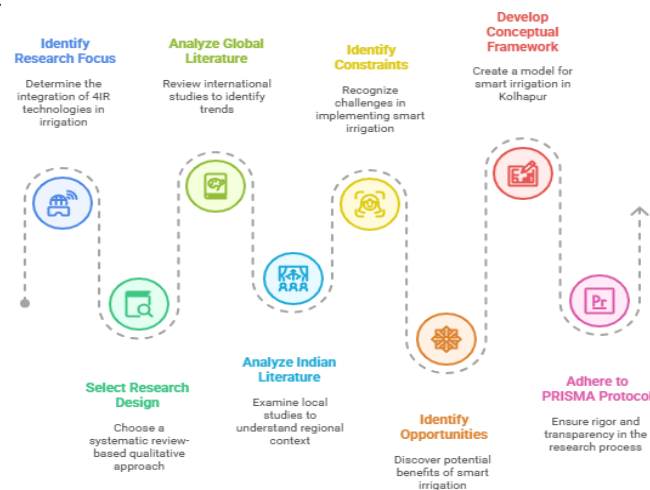 Identify
Research Focus
Determine the
integration of 4IR
technologies in
irrigation
Select Research
Design
Choose a
systematic review-
based qualitative
approach
Analyze Global
Literature
Review international
studies to identify
trends
Analyze Indian
Literature
Examine local
studies to
understand regional
context
Identify
Constraints
Recognize
challenges in
implementing smart
irrigation
Identify
Opportunities
Discover potential
benefits of smart
irrigation
Develop
Conceptual
Framework
Create a model for
smart irrigation in
Kolhapur
Pr
Adhere to
PRISMA Protocol
Ensure rigor and
transparency in the
research process